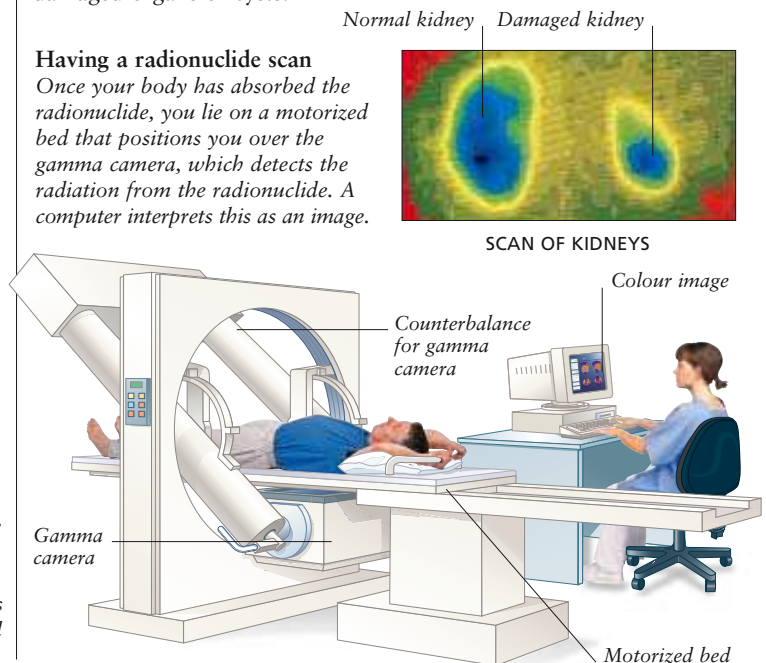 Normal kidney
Damaged kidney
Having a radionuclide scan
Once your body has absorbed the
radionuclide, you lie on a motorized
bed that positions you over the
gamma camera, which detects the
radiation from the radionuclide. A
computer interprets this as an image.
SCAN OF KIDNEYS
Colour image
Counterbalance
for gamma
camera
Gamma
camera
Motorized bed